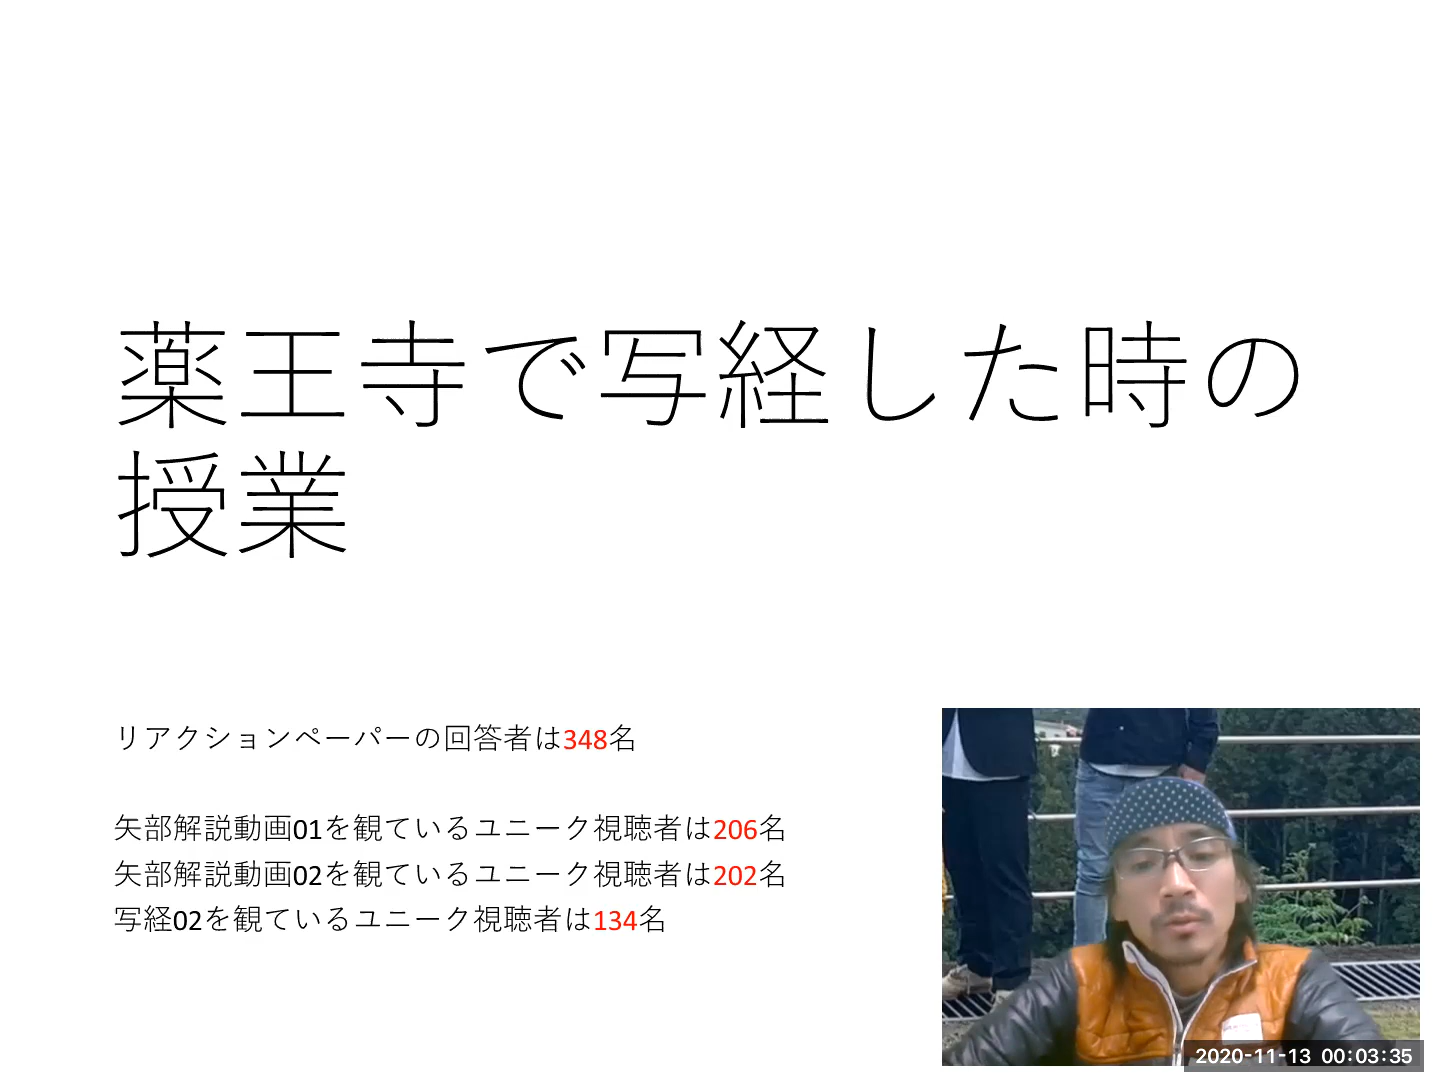 薬王寺で写経した時の
授業
リアクションペーパーの回答者は348名
矢部解説動画01を観ているユニーク視聴者は206名
矢部解説動画02を観ているユニーク視聴者は202名
写経02を観ているユニーク視聴者は134名
2020-11-13 00:03:35